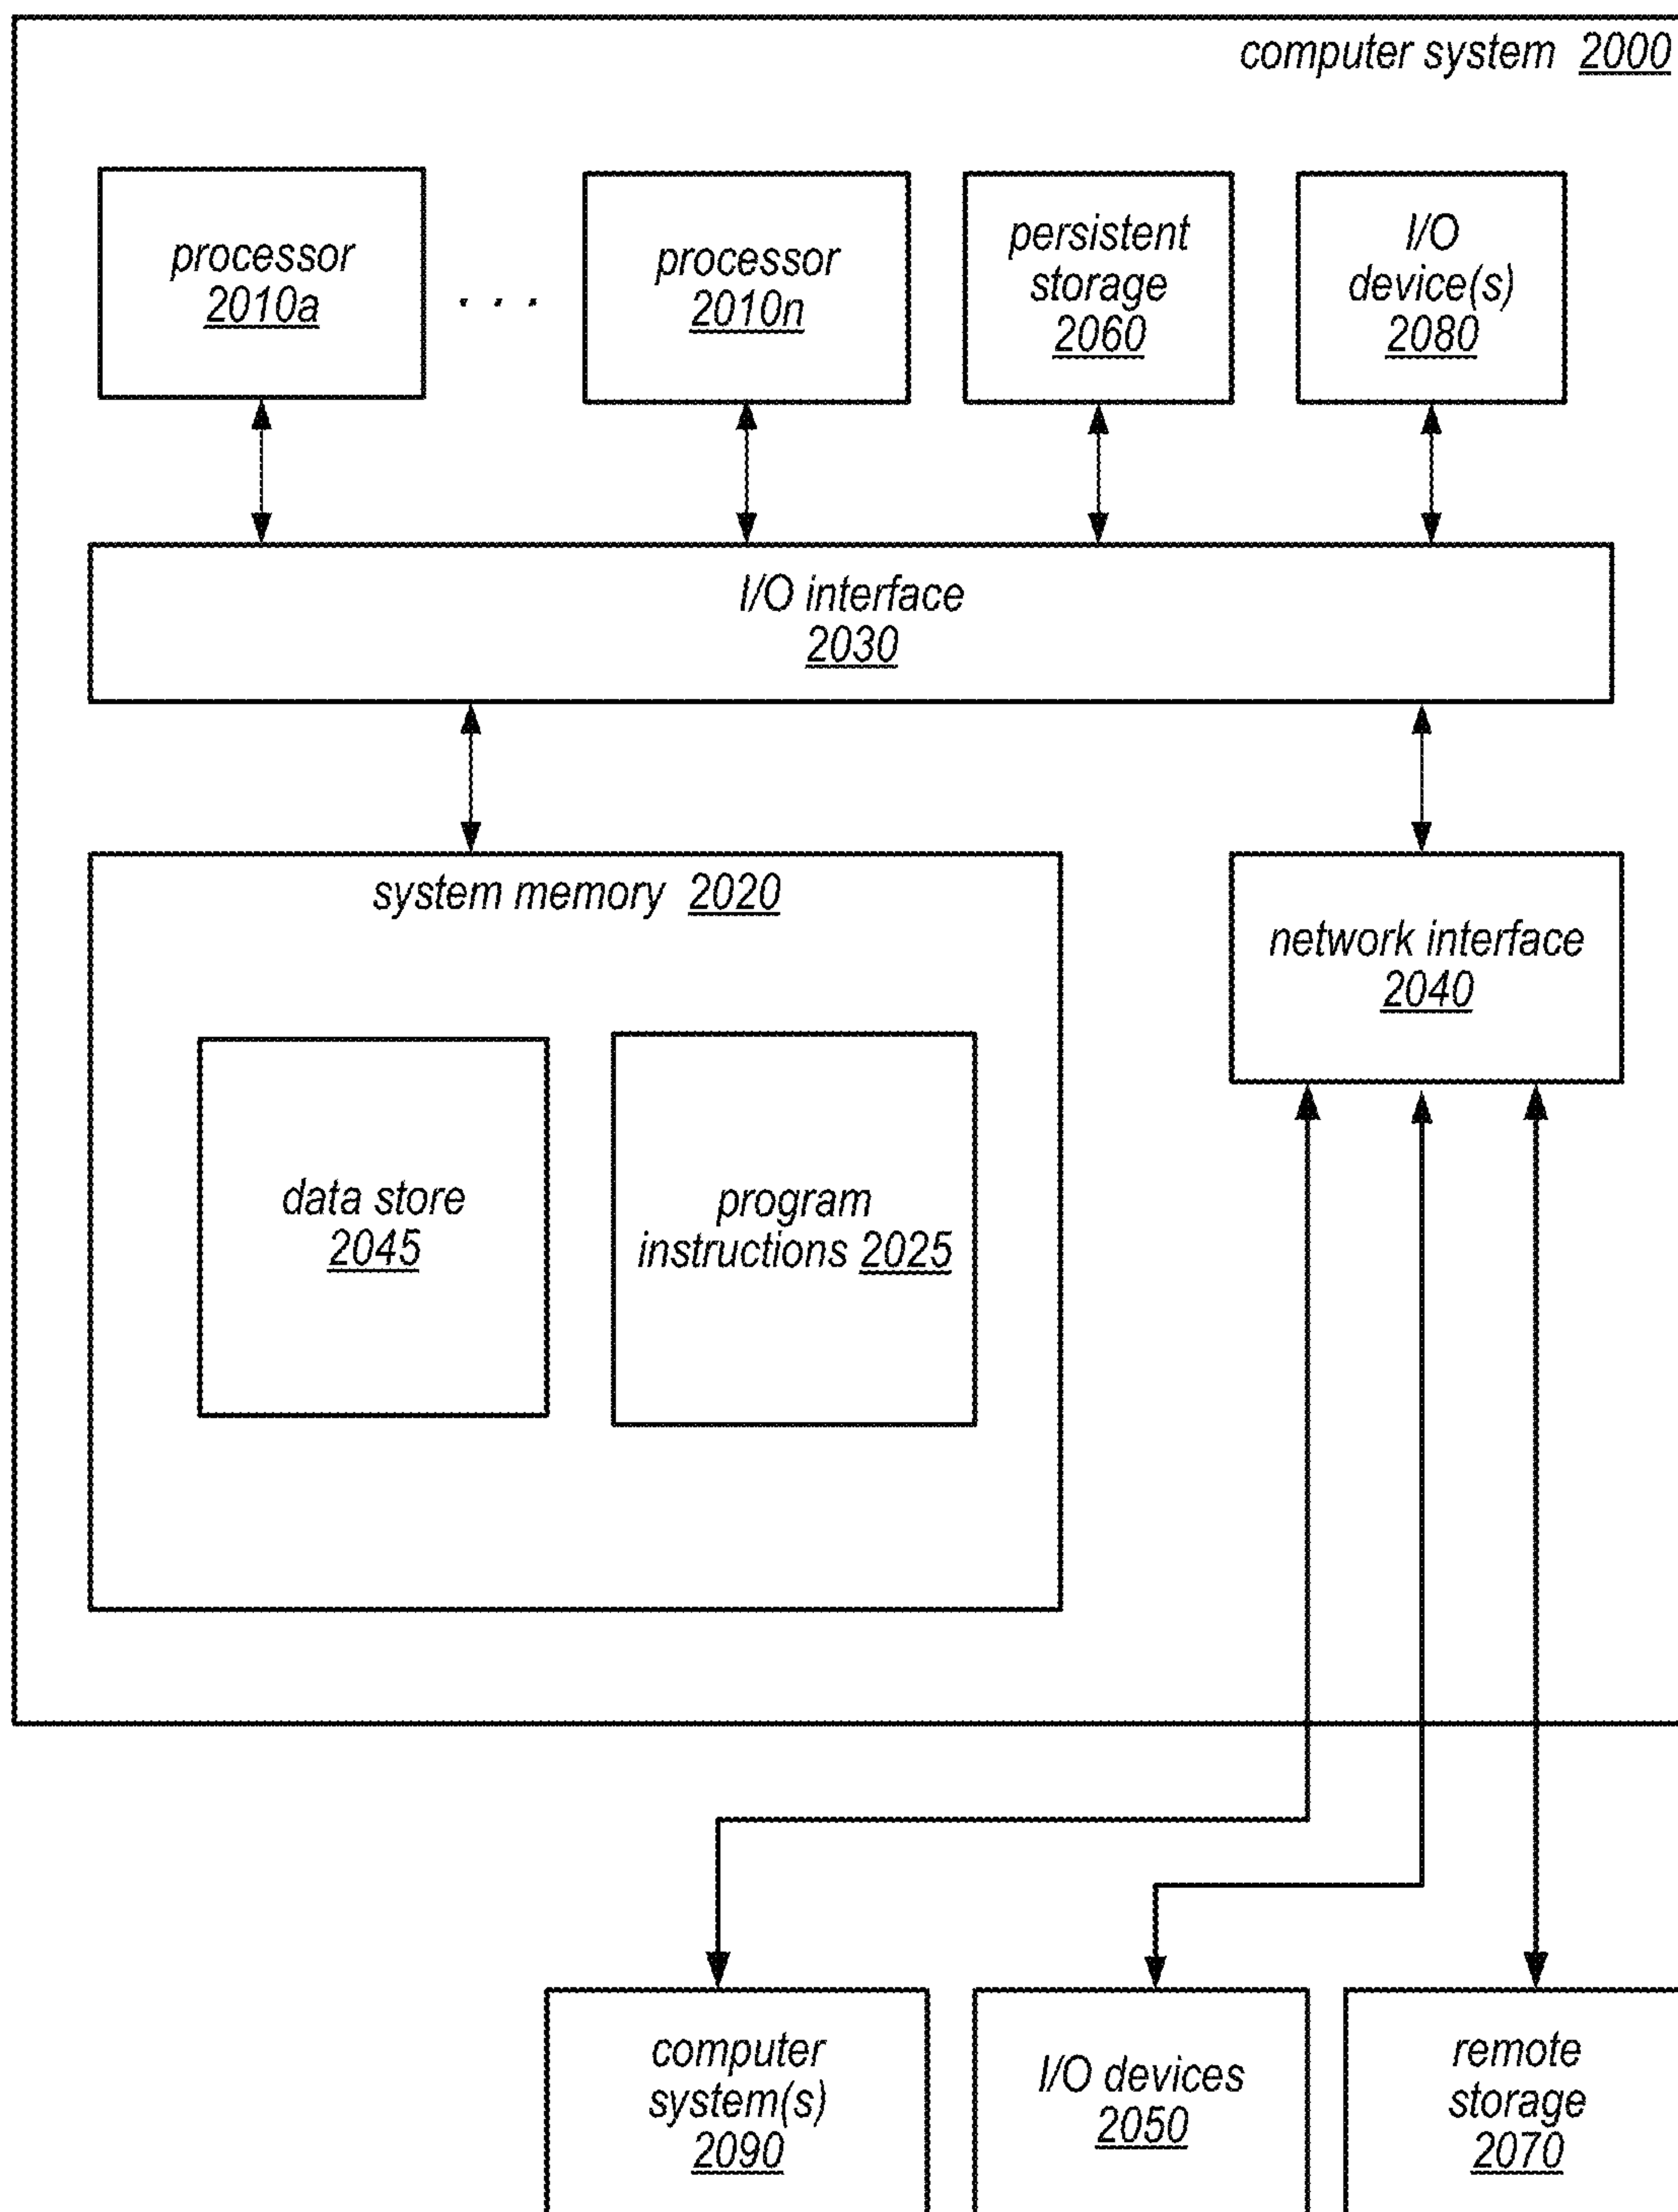 computer system 2000
processor
2010a
. . .
processor
2010n
persistent
storage
2060
I/O
device(s)
2080
I/O interface
2030
system memory 2020
network interface
2040
data store
2045
program
instructions 2025
computer
system(s)
2090
I/O devices
2050
remote
storage
2070